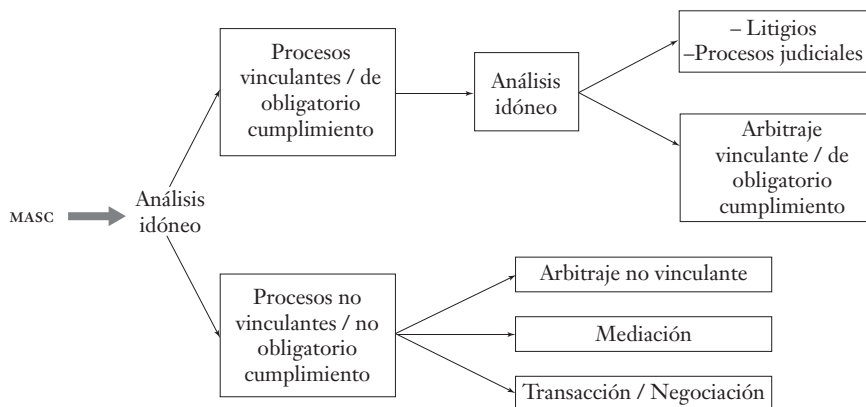 MASC
Análisis
idóneo
Procesos
vinculantes / de
obligatorio
cumplimiento
Análisis
idóneo
– Litigios
–Procesos judiciales
Arbitraje
vinculante / de
obligatorio
cumplimiento
Procesos no
vinculantes / no
obligatorio
cumplimiento
Arbitraje no vinculante
Mediación
Transacción / Negociación